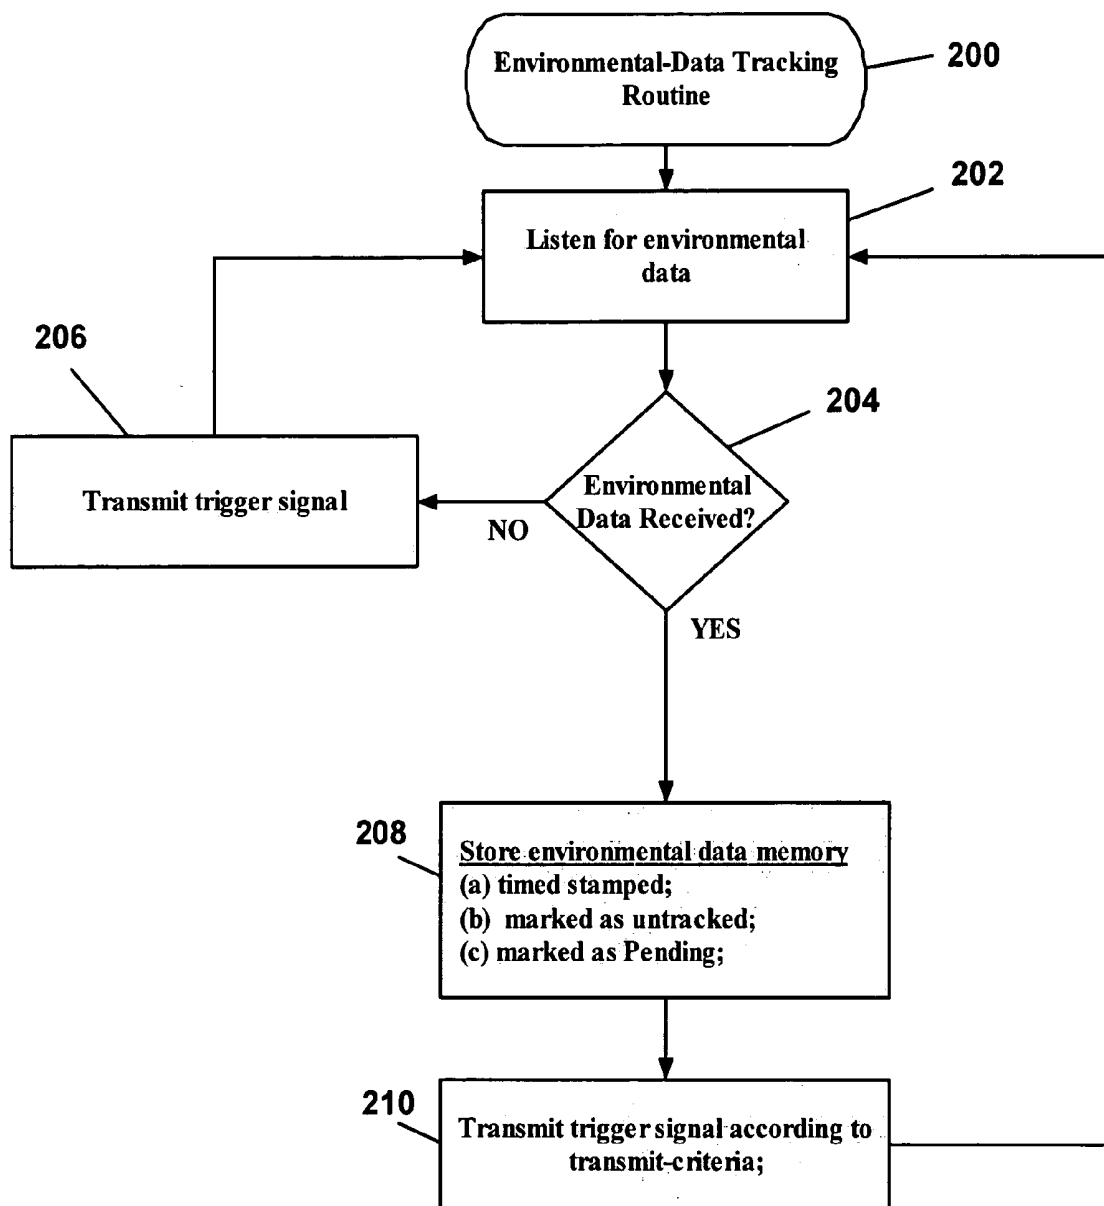 Environmental-Data Tracking
Routine
200
202
Listen for environmental
data
206
204
Transmit trigger signal
Environmental
Data Received?
NO
YES
208
Store environmental data memory
(a) timed stamped;
(b) marked as untracked;
(c) marked as Pending;
210
Transmit trigger signal according to
transmit-criteria;